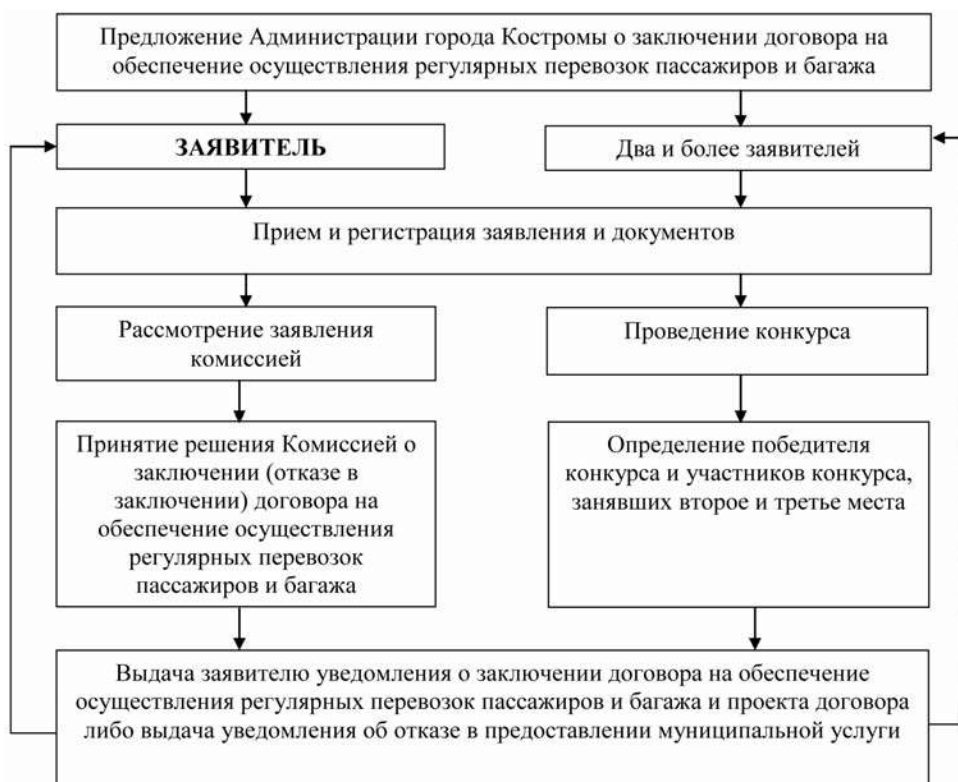 Предложение Администрации города Костромы о заключении договора на
обеспечение осуществления регулярных перевозок пассажиров и багажа
ЗАЯВИТЕЛЬ
Два и более заявителей
Прием и регистрация заявления и документов
Рассмотрение заявления
комиссией
Проведение конкурса
Принятие решения Комиссией о
заключении (отказе в
заключении) договора на
обеспечение осуществления
регулярных перевозок
пассажиров и багажа
Определение победителя
конкурса и участников конкурса,
занявших второе и третье места
Выдача заявителю уведомления о заключении договора на обеспечение
осуществления регулярных перевозок пассажиров и багажа и проекта договора
либо выдача уведомления об отказе в предоставлении муниципальной услуги